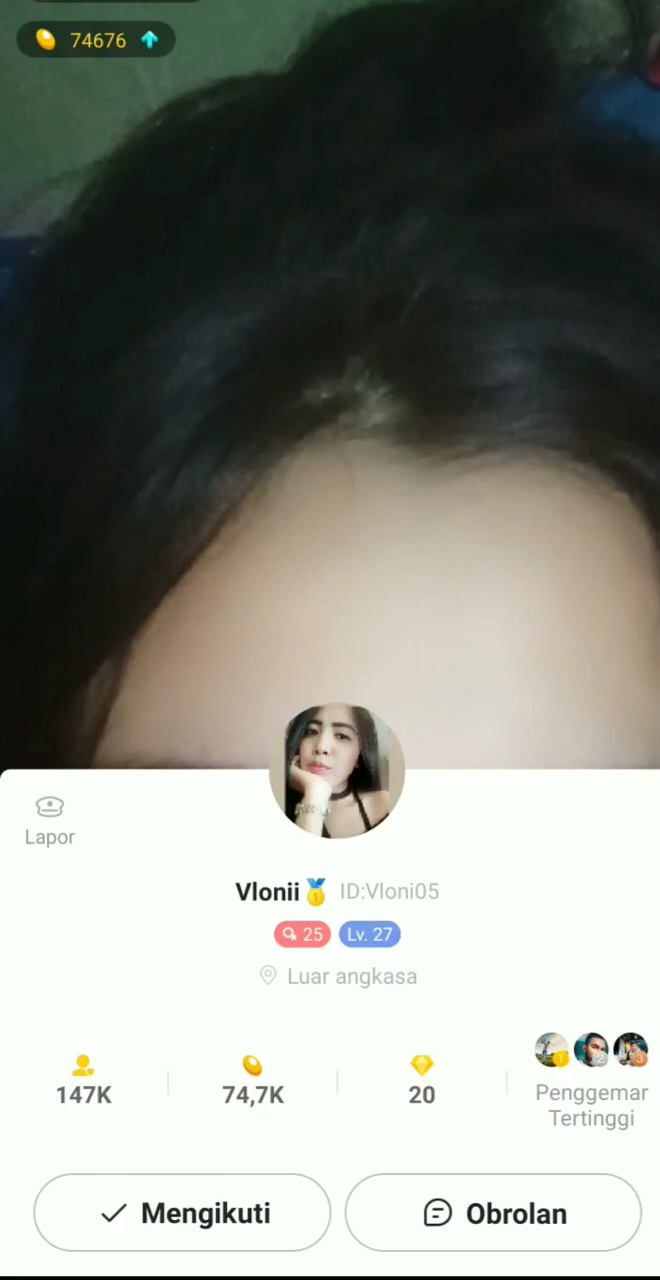 74676
Lapor
Vlonii ID:Vloni05
25 Lv. 27
Luar angkasa
147K 74,7K 20
Penggemar
Tertinggi
Mengikuti Obrolan